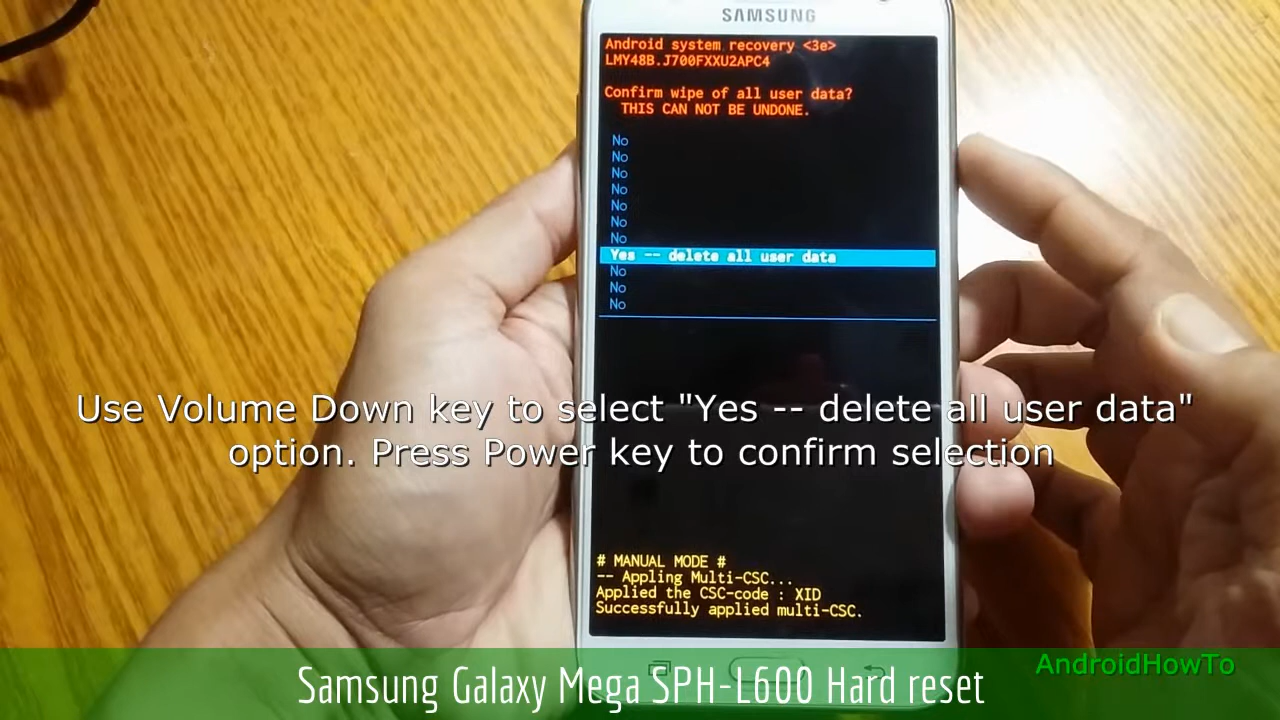 SAMSUNG
Android system recovery <3e>
LMY48B.J700FXXU2APC4
Confirm wipe of all user data?
THIS CAN NOT BE UNDONE.
No
No
No
No
No
No
No
Yes -- delete all user data
No
No
No
Use Volume Down key to select "Yes -- delete all user data"
option. Press Power key to confirm selection
# MANUAL MODE #
-- Appling Multi-CSC...
Applied the CSC-code : XID
Successfully applied multi-CSC.
AndroidHowTo
Samsung Galaxy Mega SPH-L600 Hard reset